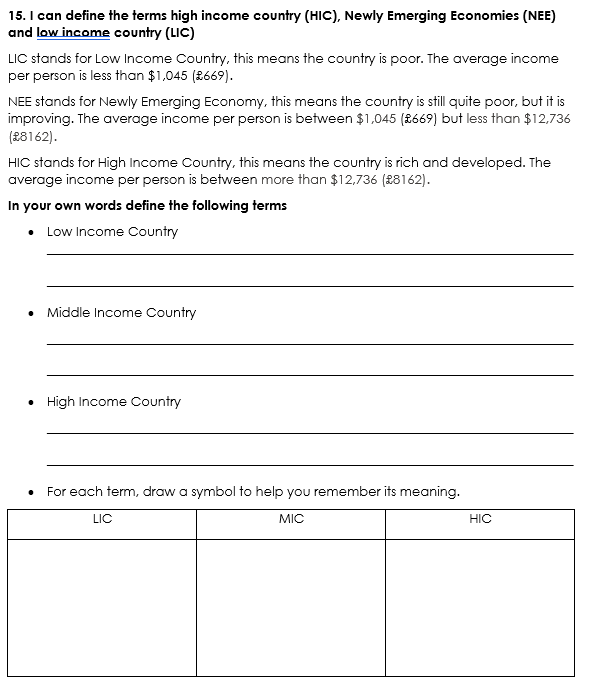 15. I can define the terms high income country (HIC), Newly Emerging Economies (NEE)
and low income country (LIC)
LIC stands for Low Income Country, this means the country is poor. The average income
per person is less than $1,045 (£669).
NEE stands for Newly Emerging Economy, this means the country is still quite poor, but it is
improving. The average income per person is between $1,045 (£669) but less than $12,736
(£8162).
HIC stands for High Income Country, this means the country is rich and developed. The
average income per person is between more than $12,736 (£8162).
In your own words define the following terms
• Low Income Country
• Middle Income Country
• High Income Country
• For each term, draw a symbol to help you remember its meaning.
LIC MIC HIC